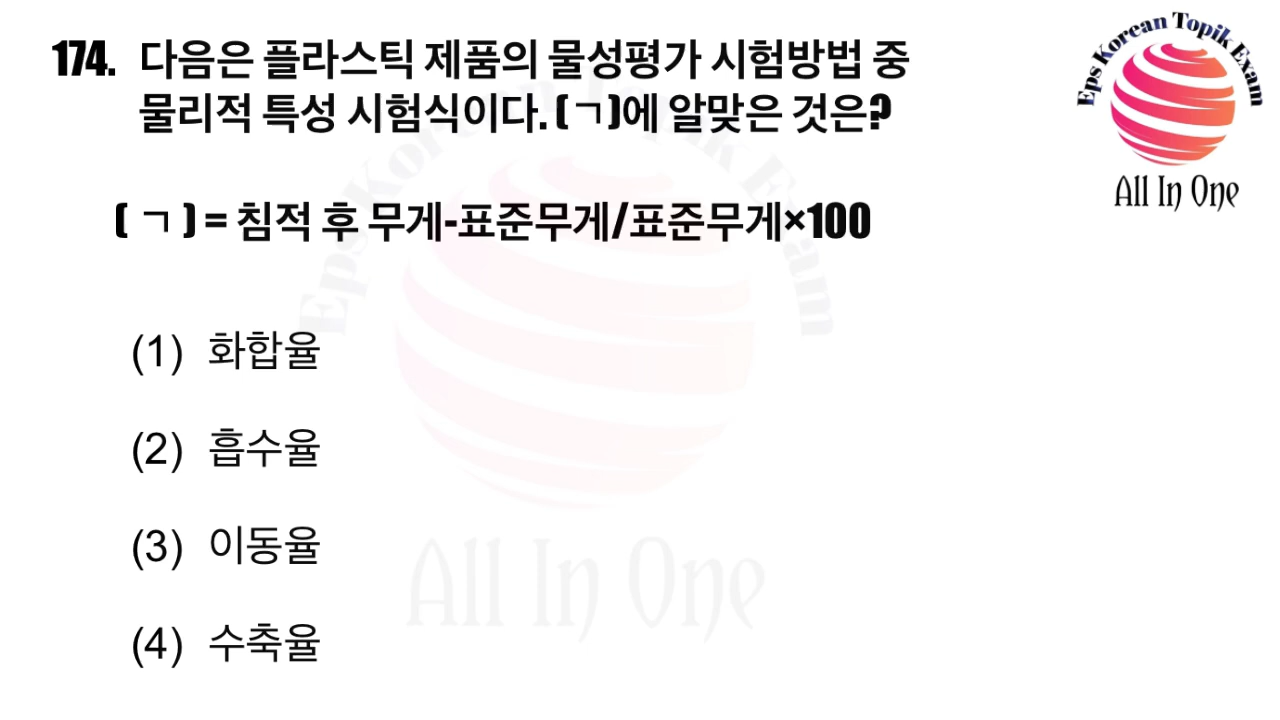 174. 다음은 플라스틱 제품의 물성평가 시험방법 중
물리적 특성 시험식이다. (ㄱ)에 알맞은 것은?
( ㄱ ) = 침적 후 무게-표준무게/표준무게×100
(1) 화합율
(2) 흡수율
(3) 이동율
(4) 수축율
Eps Korean Topik Exam
All In One
Eps Korean Topik Exam
All In One